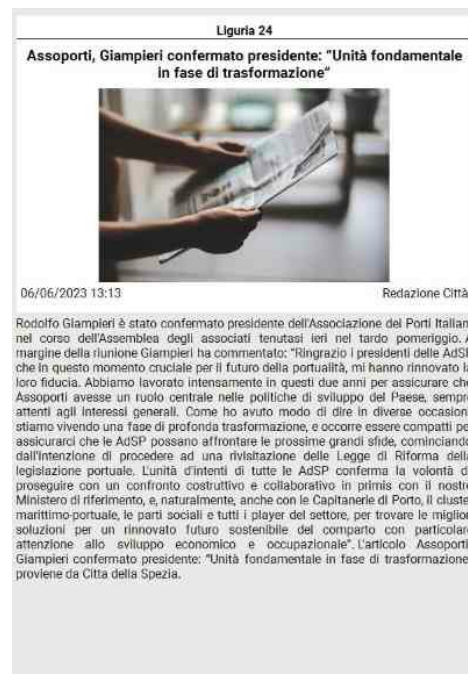 Liguria 24
Assoporti, Giampieri confermato presidente: “Unità fondamentale
in fase di trasformazione”
06/06/2023 13:13
Redazione Città
Rodolfo Giampieri è stato confermato presidente dell'Associazione dei Porti Italian
nel corso dell'Assemblea degli associati tenutasi ieri nel tardo pomeriggio. A
margine della riunione Giampieri ha commentato: “Ringrazio i presidenti delle AdSP
che in questo momento cruciale per il futuro della portualità, mi hanno rinnovato la
loro fiducia. Abbiamo lavorato intensamente in questi due anni per assicurare che
Assoporti avesse un ruolo centrale nelle politiche di sviluppo del Paese, sempre
attenti agli interessi generali. Come ho avuto modo di dire in diverse occasion
stiamo vivendo una fase di profonda trasformazione, e occorre essere compatti per
assicurarci che le AdSP possano affrontare le prossime grandi sfide, cominciando
dall'intenzione di procedere ad una rivisitazione delle Legge di Riforma della
legislazione portuale. L'unità d'intenti di tutte le AdSP conferma la volontà d
proseguire con un confronto costruttivo e collaborativo in primis con il nostro
Ministero di riferimento, e, naturalmente, anche con le Capitanerie di Porto, il cluste
marittimo-portuale, le parti sociali e tutti i player del settore, per trovare le miglior
soluzioni per un rinnovato futuro sostenibile del comparto con particolare
attenzione allo sviluppo economico e occupazionale”. L'articolo Assoporti,
Giampieri confermato presidente: “Unità fondamentale in fase di trasformazione”
proviene da Citta della Spezia.